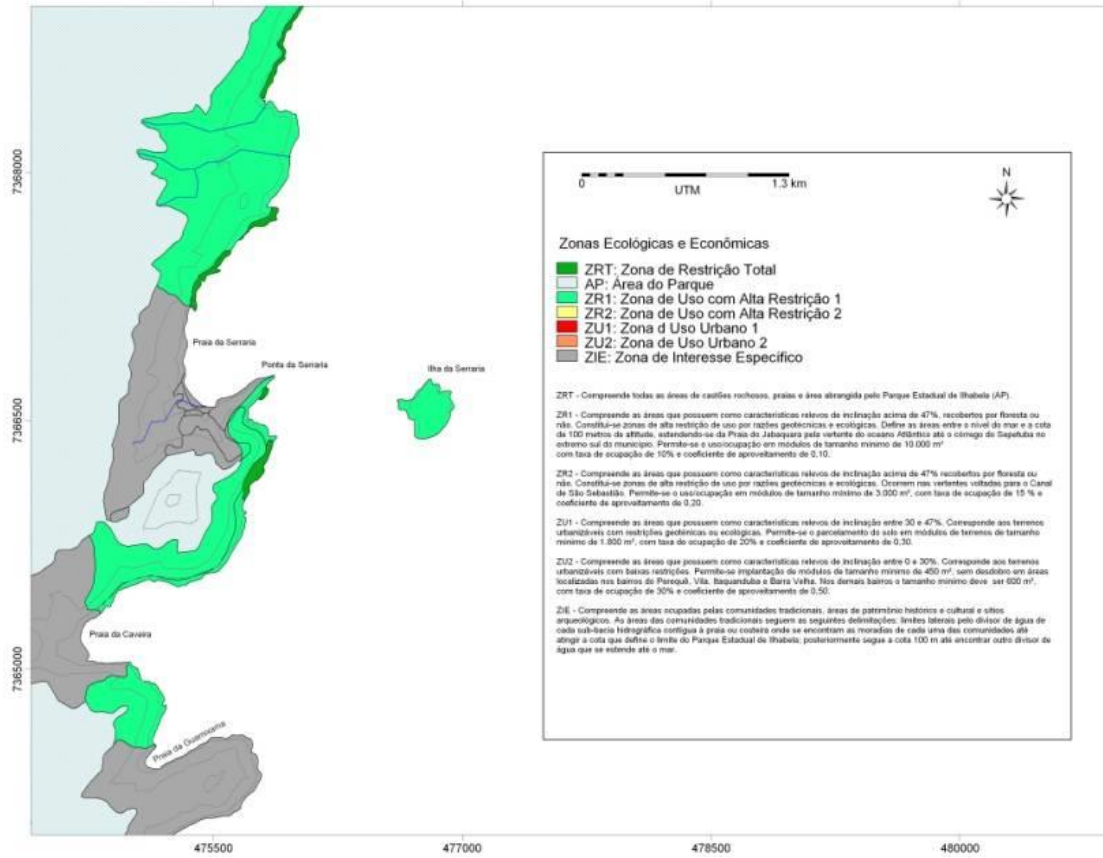 7368000
7366500
7365000
475500
477000
478500
480000
Praia da Serraria
Ponta da Serraria
Ilha da Serraria
Praia da Caveira
Praia da Guanxuma
0
1.3 km
UTM
N
Zonas Ecológicas e Econômicas
ZRT: Zona de Restrição Total
AP: Área do Parque
ZR1: Zona de Uso com Alta Restrição 1
ZR2: Zona de Uso com Alta Restrição 2
ZU1: Zona d Uso Urbano 1
ZU2: Zona de Uso Urbano 2
ZIE: Zona de Interesse Específico
ZRT - Compreende todas as áreas de costões rochosos, praias e área abrangida pelo Parque Estadual de Ilhabela (AP).
ZR1 - Compreende as áreas que possuem como características relevos de inclinação acima de 47%, recobertos por floresta ou
não. Constitui-se zonas de alta restrição de uso por razões geotécnicas e ecológicas. Define as áreas entre o nível do mar e a cota
de 100 metros de altitude, estendendo-se da Praia do Jabaquara pela vertente do oceano Atlântico até o córrego do Sepetuba no
extremo sul do município. Permite-se o uso/ocupação em módulos de tamanho mínimo de 10.000 m²
com taxa de ocupação de 10% e coeficiente de aproveitamento de 0,10.
ZR2 - Compreende as áreas que possuem como características relevos de inclinação acima de 47% recobertos por floresta ou
não. Constitui-se zonas de alta restrição de uso por razões geotécnicas e ecológicas. Ocorrem nas vertentes voltadas para o Canal
de São Sebastião. Permite-se o uso/ocupação em módulos de tamanho mínimo de 3.000 m², com taxa de ocupação de 15 % e
coeficiente de aproveitamento de 0,20.
ZU1 - Compreende as áreas que possuem como características relevos de inclinação entre 30 e 47%. Corresponde aos terrenos
urbanizáveis com restrições geotécnicas ou ecológicas. Permite-se o parcelamento do solo em módulos de terrenos de tamanho
mínimo de 1.800 m², com taxa de ocupação de 20% e coeficiente de aproveitamento de 0,30.
ZU2 - Compreende as áreas que possuem como características relevos de inclinação entre 0 e 30%. Corresponde aos terrenos
urbanizáveis com baixas restrições. Permite-se implantação de módulos de tamanho mínimo de 450 m², sem desdobro em áreas
localizadas nos bairros do Perequê, Vila, Itaquanduba e Barra Velha. Nos demais bairros o tamanho mínimo deve ser 600 m²,
com taxa de ocupação de 30% e coeficiente de aproveitamento de 0,50.
ZIE - Compreende as áreas ocupadas pelas comunidades tradicionais, áreas de patrimônio histórico e cultural e sítios
arqueológicos. As áreas das comunidades tradicionais seguem as seguintes delimitações: limites laterais pelo divisor de água de
cada sub-bacia hidrográfica contígua à praia ou costeira onde se encontram as moradias de cada uma das comunidades até
atingir a cota que define o limite do Parque Estadual de Ilhabela; posteriormente segue a cota 100 m até encontrar outro divisor de
água que se estende até o mar.